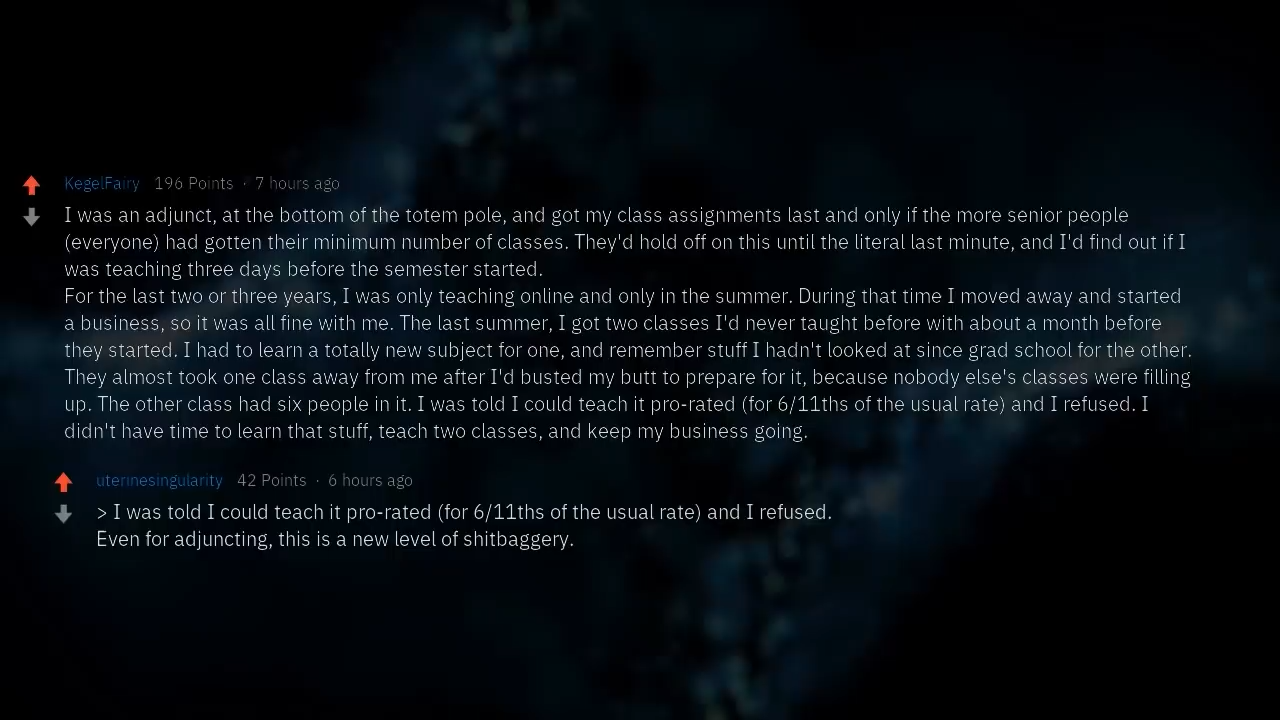 KegelFairy 196 Points · 7 hours ago
I was an adjunct, at the bottom of the totem pole, and got my class assignments last and only if the more senior people
(everyone) had gotten their minimum number of classes. They'd hold off on this until the literal last minute, and I'd find out if I
was teaching three days before the semester started.
For the last two or three years, I was only teaching online and only in the summer. During that time I moved away and started
a business, so it was all fine with me. The last summer, I got two classes I'd never taught before with about a month before
they started. I had to learn a totally new subject for one, and remember stuff I hadn't looked at since grad school for the other.
They almost took one class away from me after I'd busted my butt to prepare for it, because nobody else's classes were filling
up. The other class had six people in it. I was told I could teach it pro-rated (for 6/11ths of the usual rate) and I refused. I
didn't have time to learn that stuff, teach two classes, and keep my business going.
uterinesingularity 42 Points · 6 hours ago
> I was told I could teach it pro-rated (for 6/11ths of the usual rate) and I refused.
Even for adjuncting, this is a new level of shitbaggery.